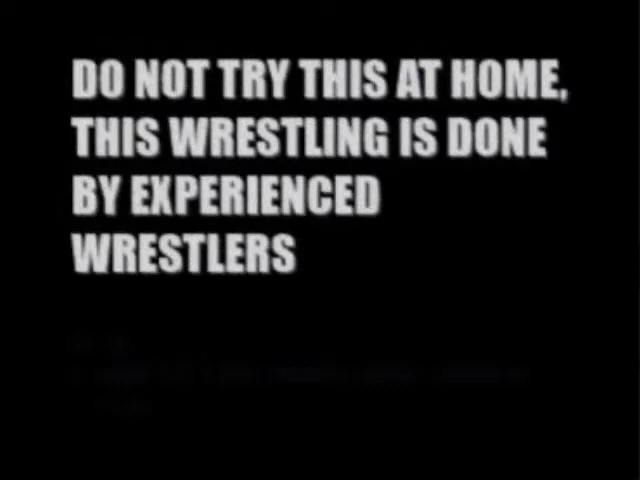 DO NOT TRY THIS AT HOME,
THIS WRESTLING IS DONE
BY EXPERIENCED
WRESTLERS